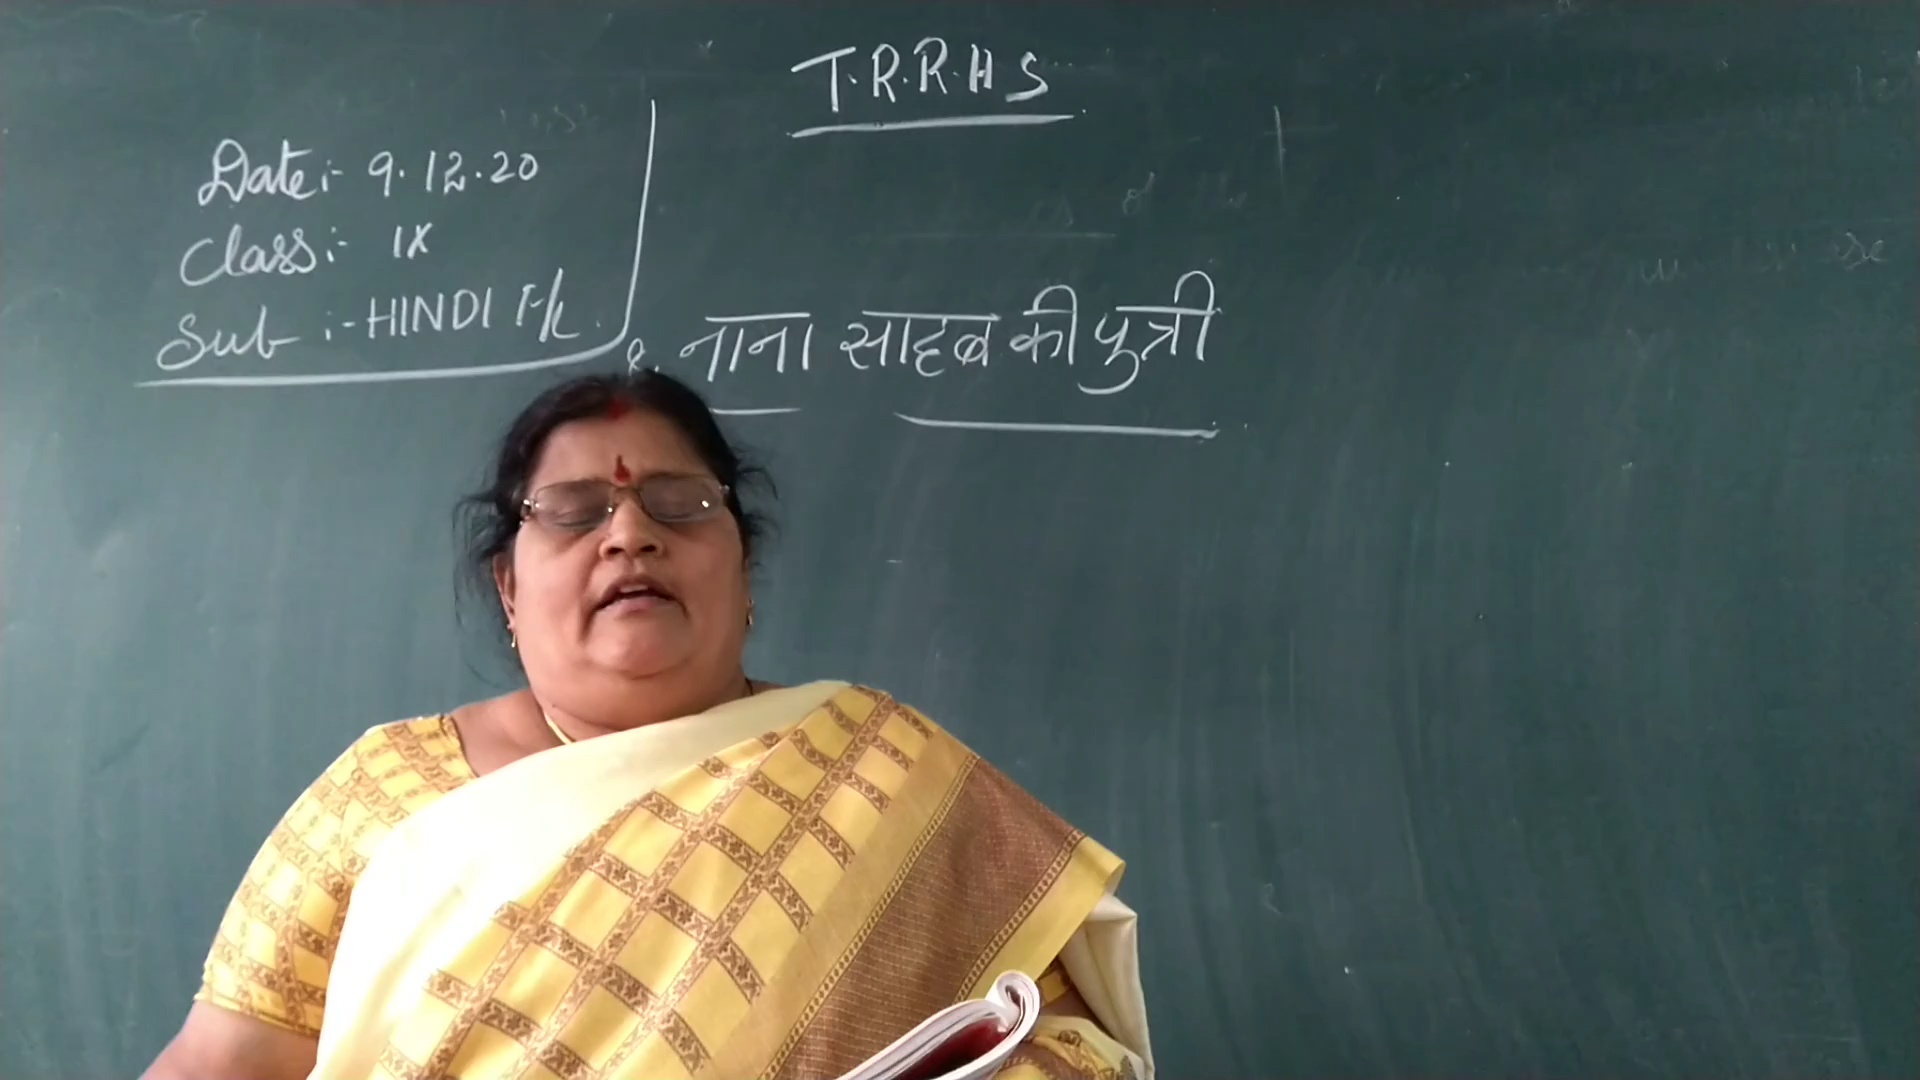 T.R.R.H S
Date:- 9.12.20
Class:- IX
Sub:- HINDI F/L.
नाना साहब की पुत्री